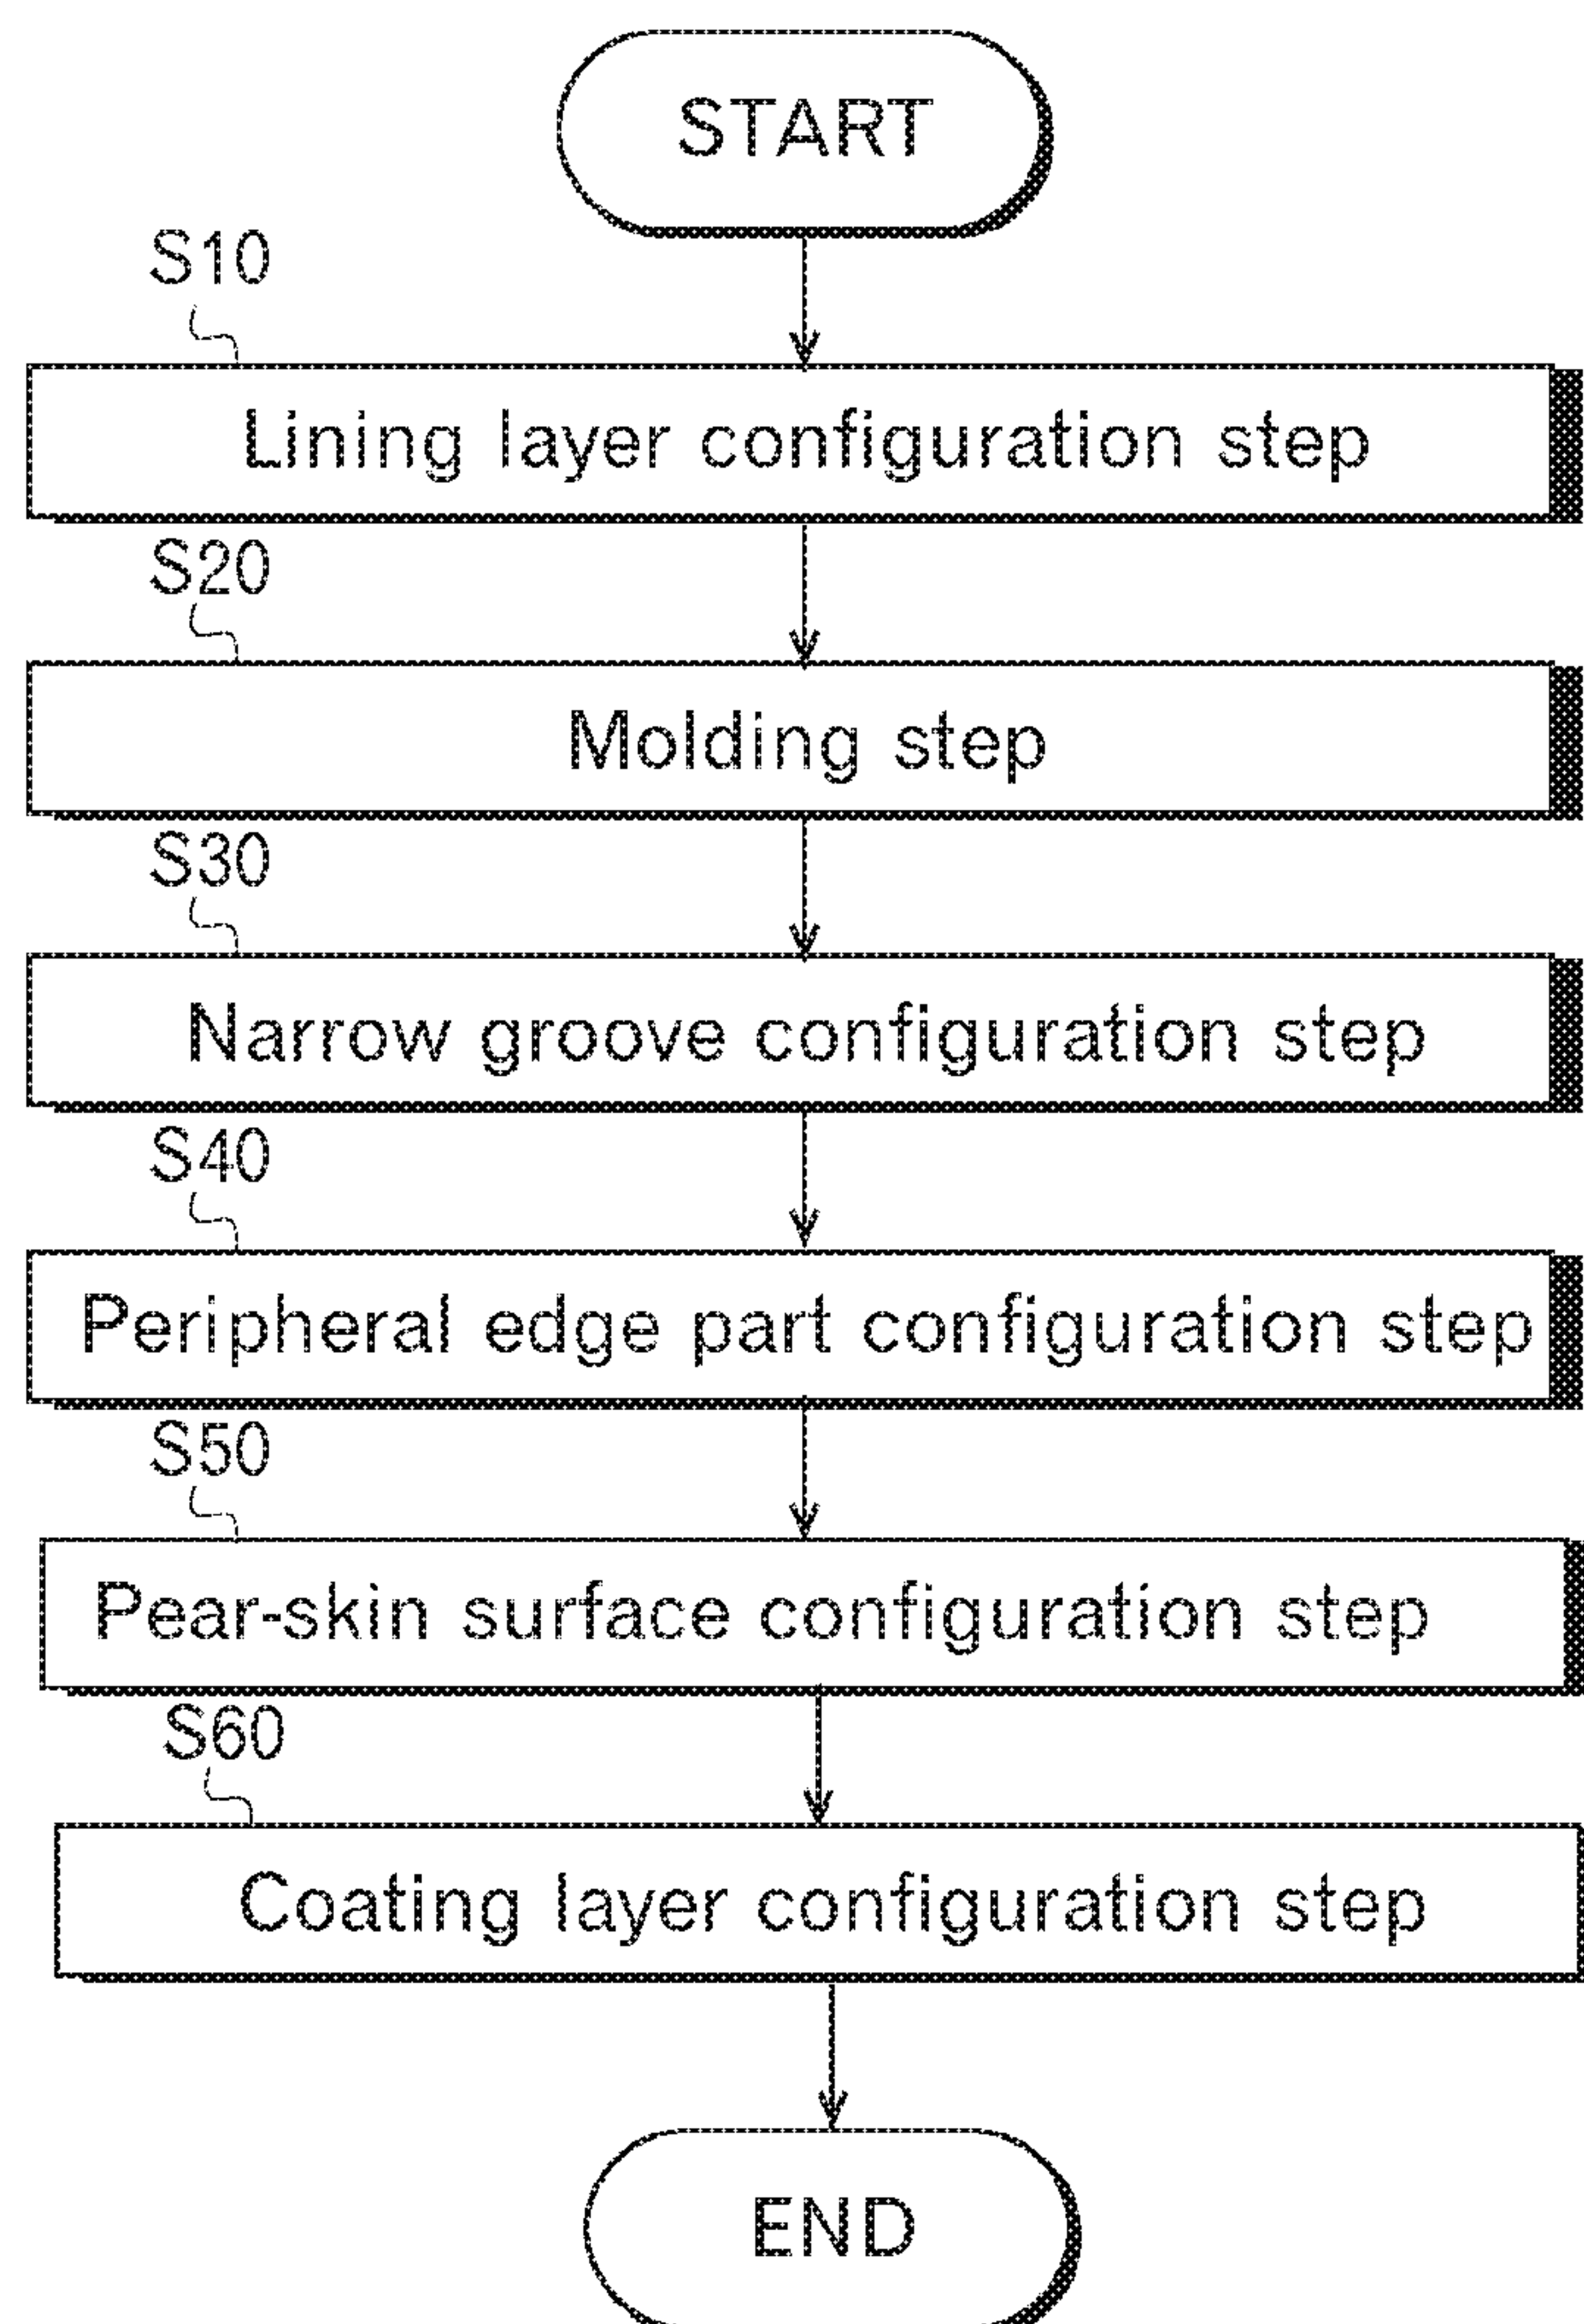 START
S10
Lining layer configuration step
S20
Molding step
S30
Narrow groove configuration step
S40
Peripheral edge part configuration step
S50
Pear-skin surface configuration step
S60
Coating layer configuration step
END